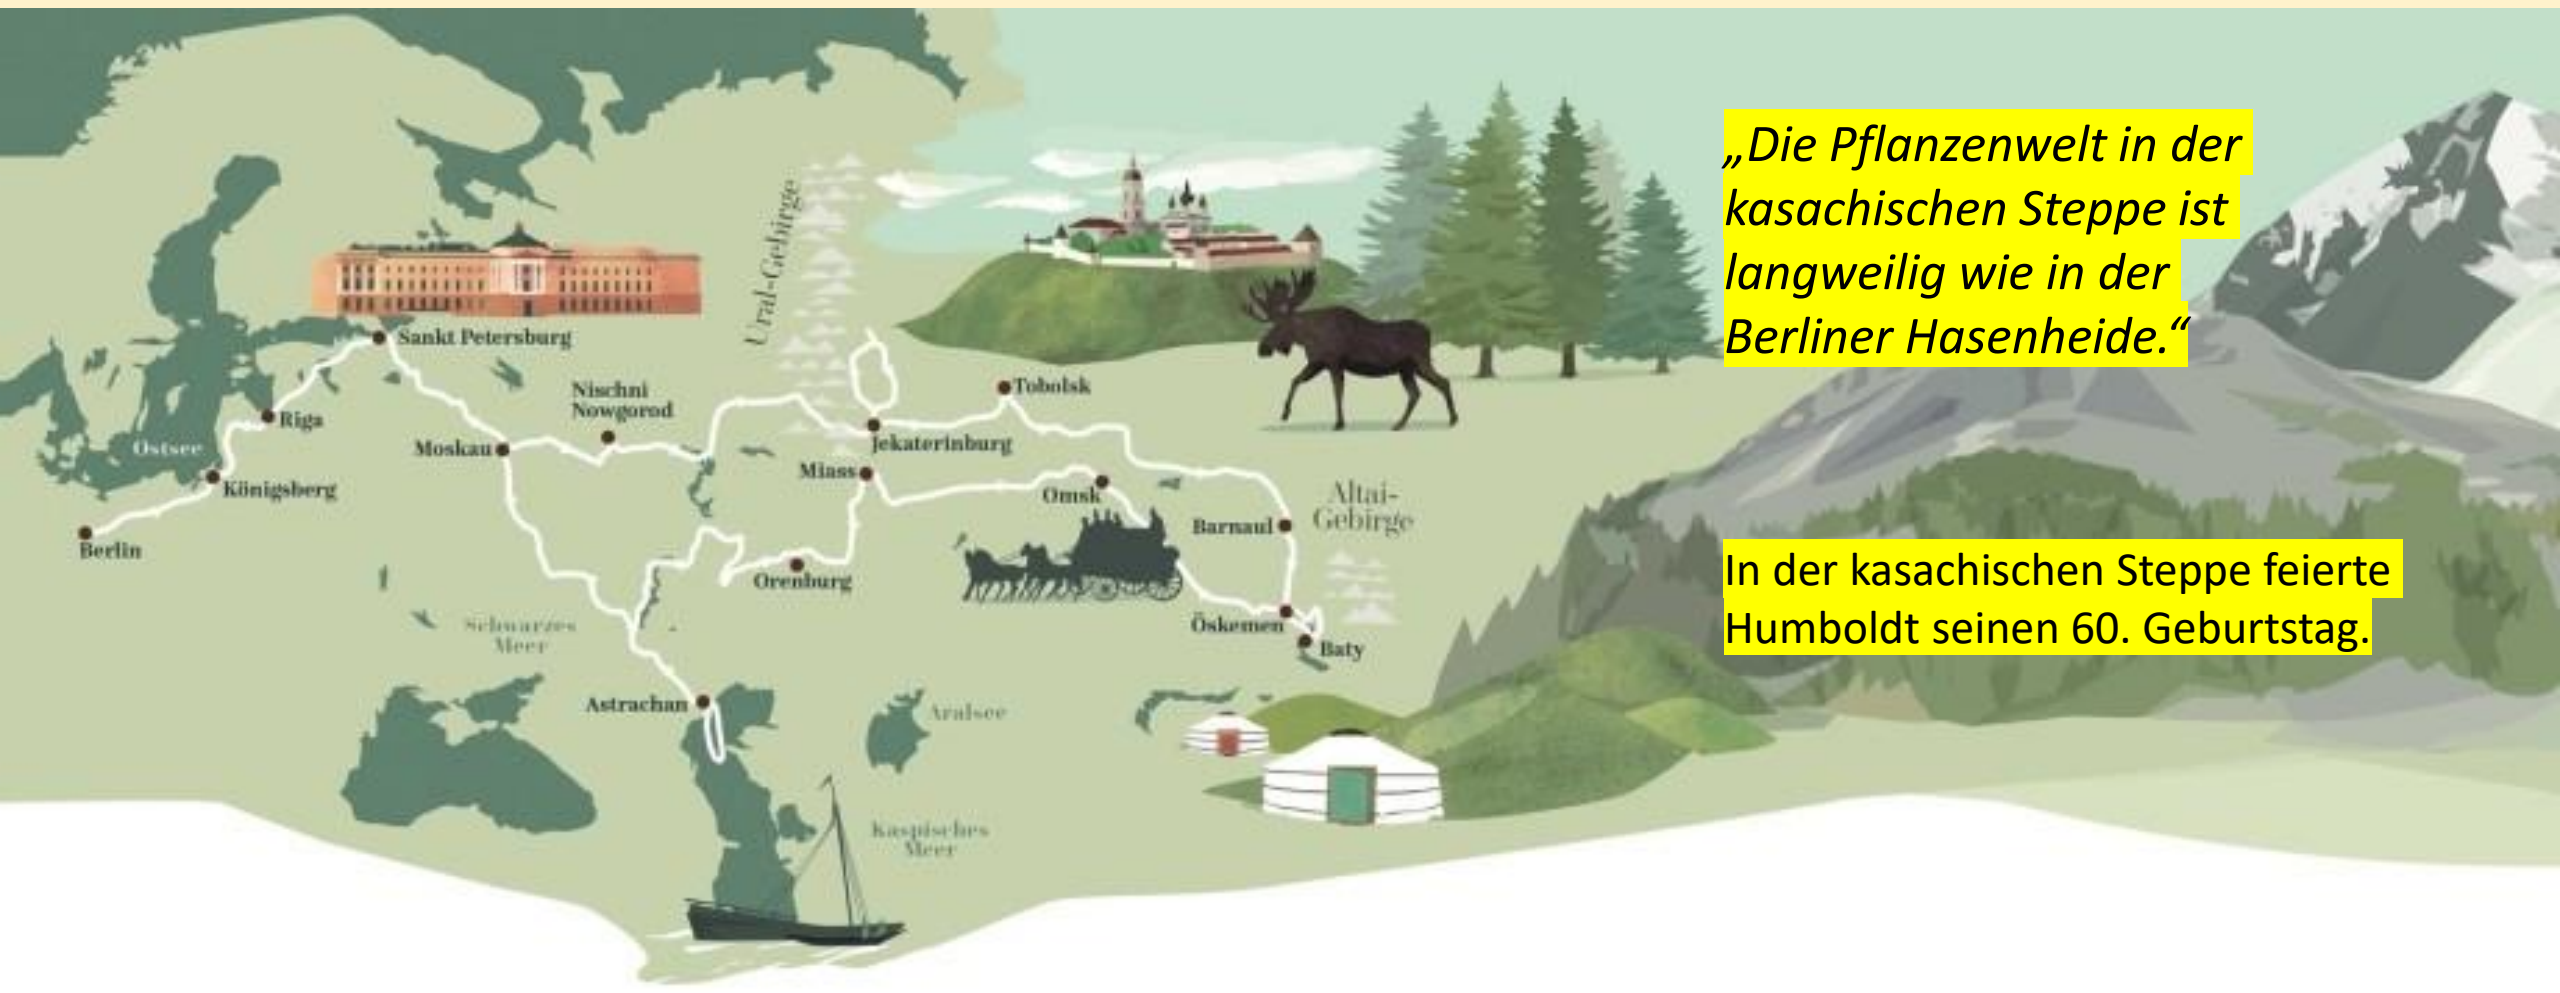 „Die Pflanzenwelt in der
kasachischen Steppe ist
langweilig wie in der
Berliner Hasenheide.“
In der kasachischen Steppe feierte
Humboldt seinen 60. Geburtstag.
Ural-Gebirge
Sankt Petersburg
Nischni
Nowgorod
Tobolsk
Riga
Ostsee
Moskau
Jekaterinburg
Miass
Königsberg
Omsk
Altai-
Gebirge
Barnaul
Berlin
Orenburg
Schwarzes
Meer
Öskemen
Baty
Astrachan
Aralsee
Kaspisches
Meer